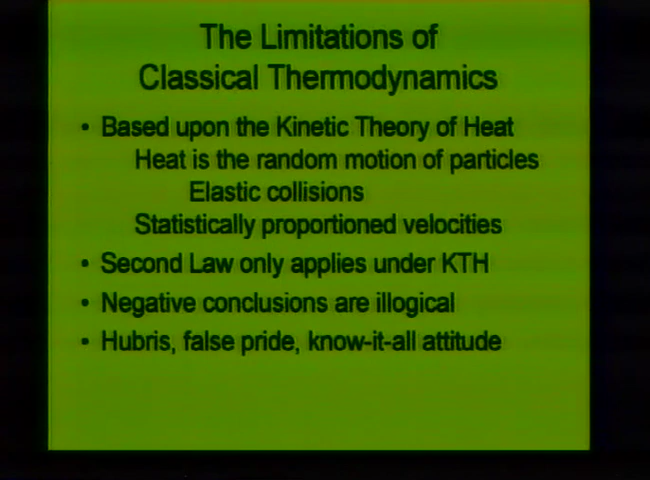 The Limitations of
Classical Thermodynamics
• Based upon the Kinetic Theory of Heat
Heat is the random motion of particles
Elastic collisions
Statistically proportioned velocities
• Second Law only applies under KTH
• Negative conclusions are illogical
• Hubris, false pride, know-it-all attitude